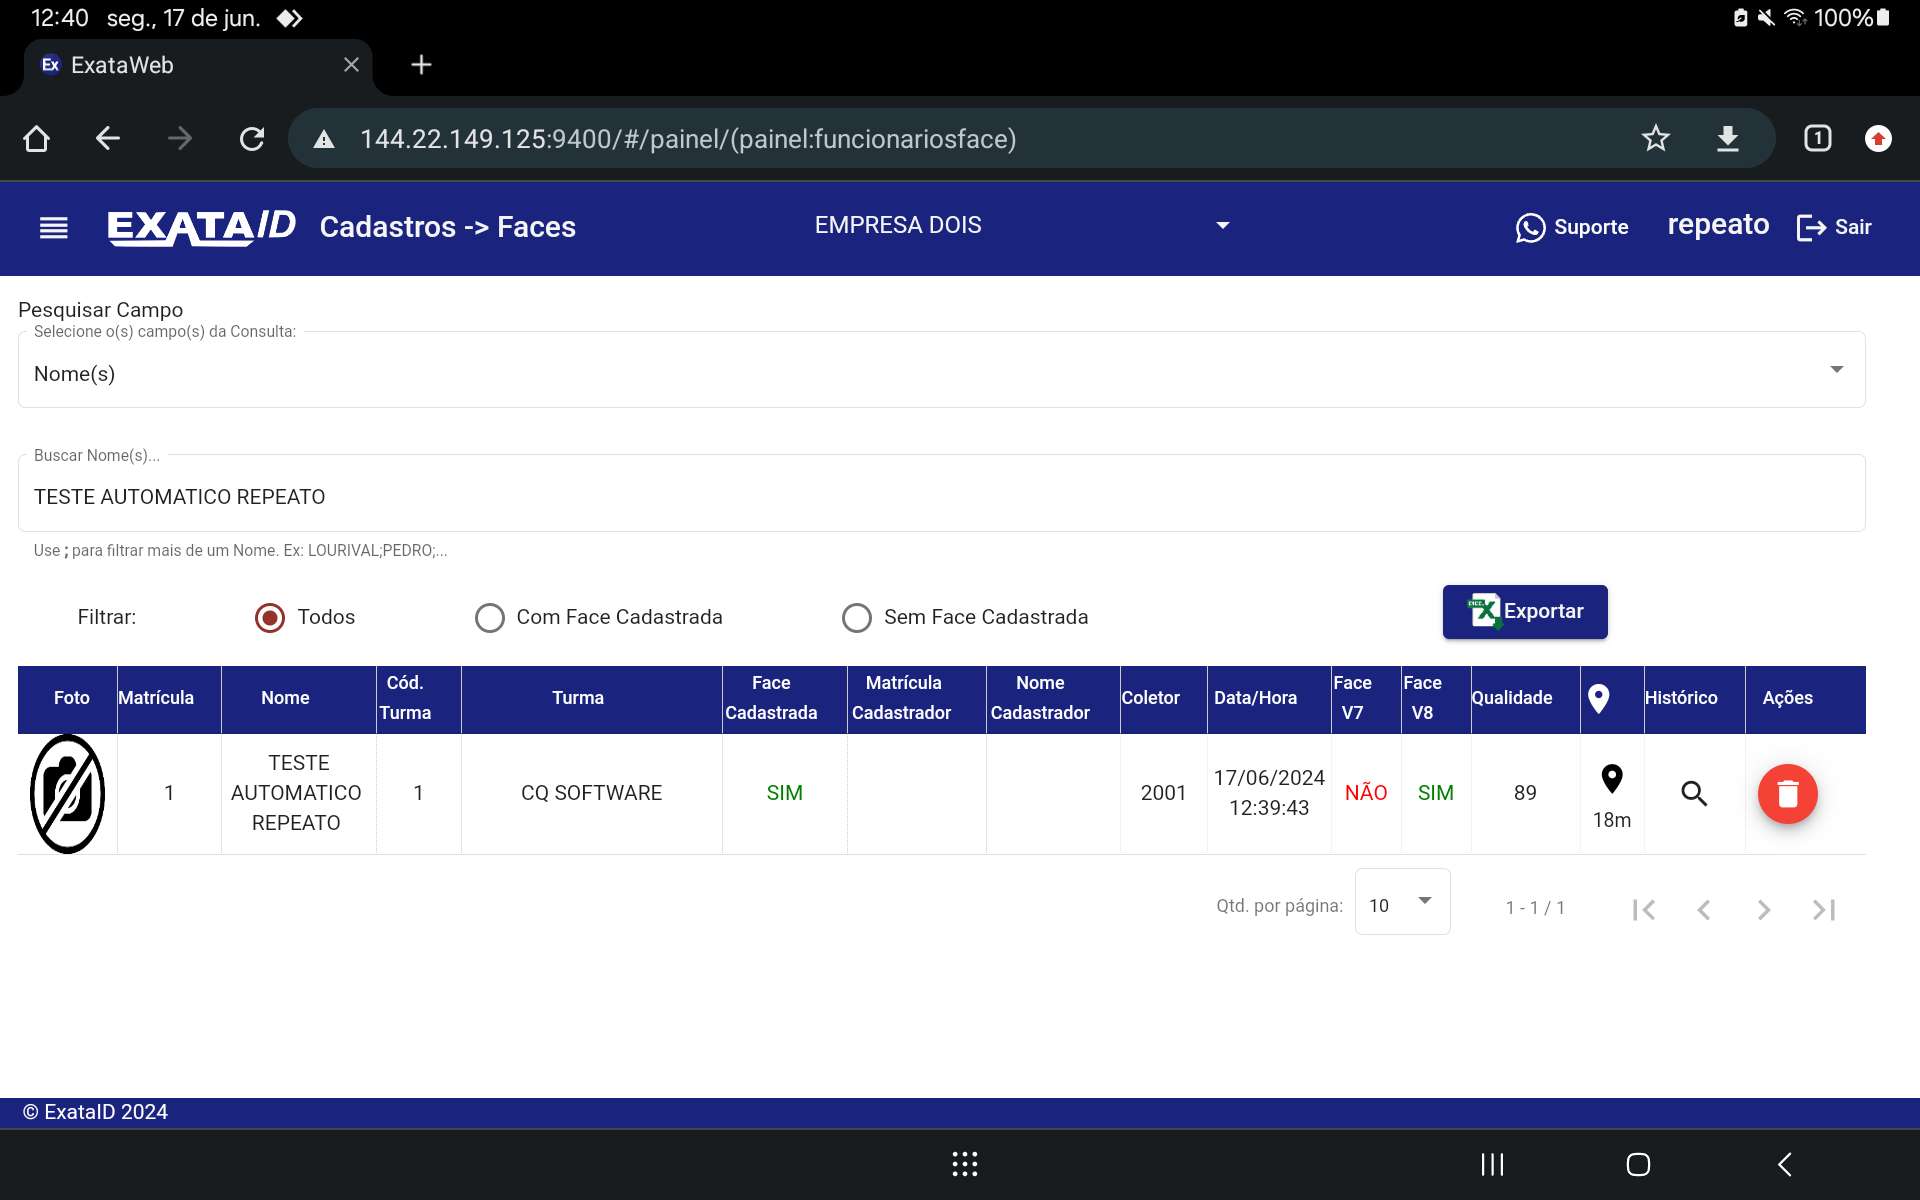 12:40 seg., 17 de jun. 100%
Ex ExataWeb
144.22.149.125:9400/#/painel/(painel:funcionariosface) 1
EXATA/ID Cadastros -> Faces EMPRESA DOIS Suporte repeato Sair
Pesquisar Campo
Selecione o(s) campo(s) da Consulta:
Nome(s)
Buscar Nome(s)...
TESTE AUTOMATICO REPEATO
Use ; para filtrar mais de um Nome. Ex: LOURIVAL;PEDRO;...
Filtrar: Todos Com Face Cadastrada Sem Face Cadastrada Exportar
Foto Matrícula Nome Cód. Turma Turma Face Cadastrada Matrícula Cadastrador Nome Cadastrador Coletor Data/Hora Face V7 Face V8 Qualidade Histórico Ações
1 TESTE AUTOMATICO REPEATO 1 CQ SOFTWARE SIM 2001 17/06/2024 12:39:43 NÃO SIM 89 18m
Qtd. por página: 10 1 - 1 / 1
© ExataID 2024